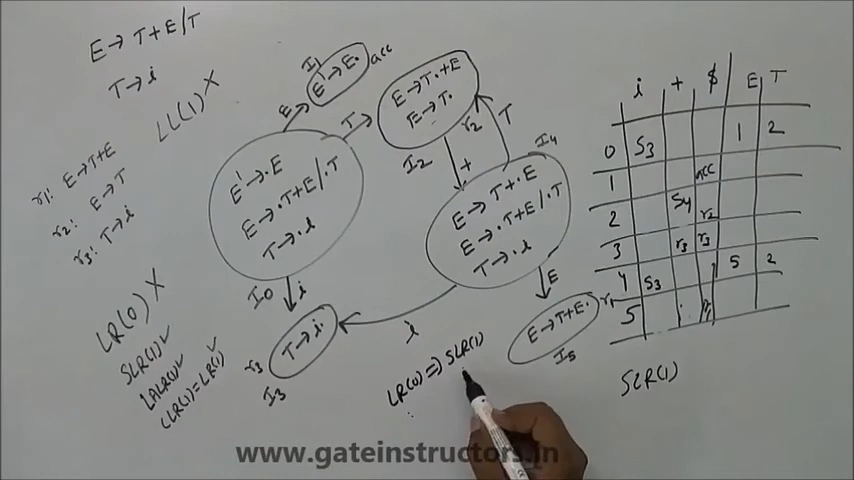 E → T + E / T
T → i
LL(1) X
r1: E → T+E
r2: E → T
r3: T → i
LR(0) X
SLR(1) ✓
LALR(1) ✓
CLR(1) = LR(1) ✓
E
I1
E' → E.
acc
E' → .E
E → .T+E / .T
T → .i
I0
i
T
E → T.+E
E → T.
r2
I2
+
T
I4
E → T+.E
E → .T+E / .T
T → .i
E
E → T+E.
r1
I5
i
r3
T → i.
I3
LR(0) ⇒ SLR(1)
i + $ E T
0 S3 1 2
1 acc
2 S4 r2
3 r3 r3
4 S3 5 2
5 r1
SLR(1)
www.gateinstructors.in